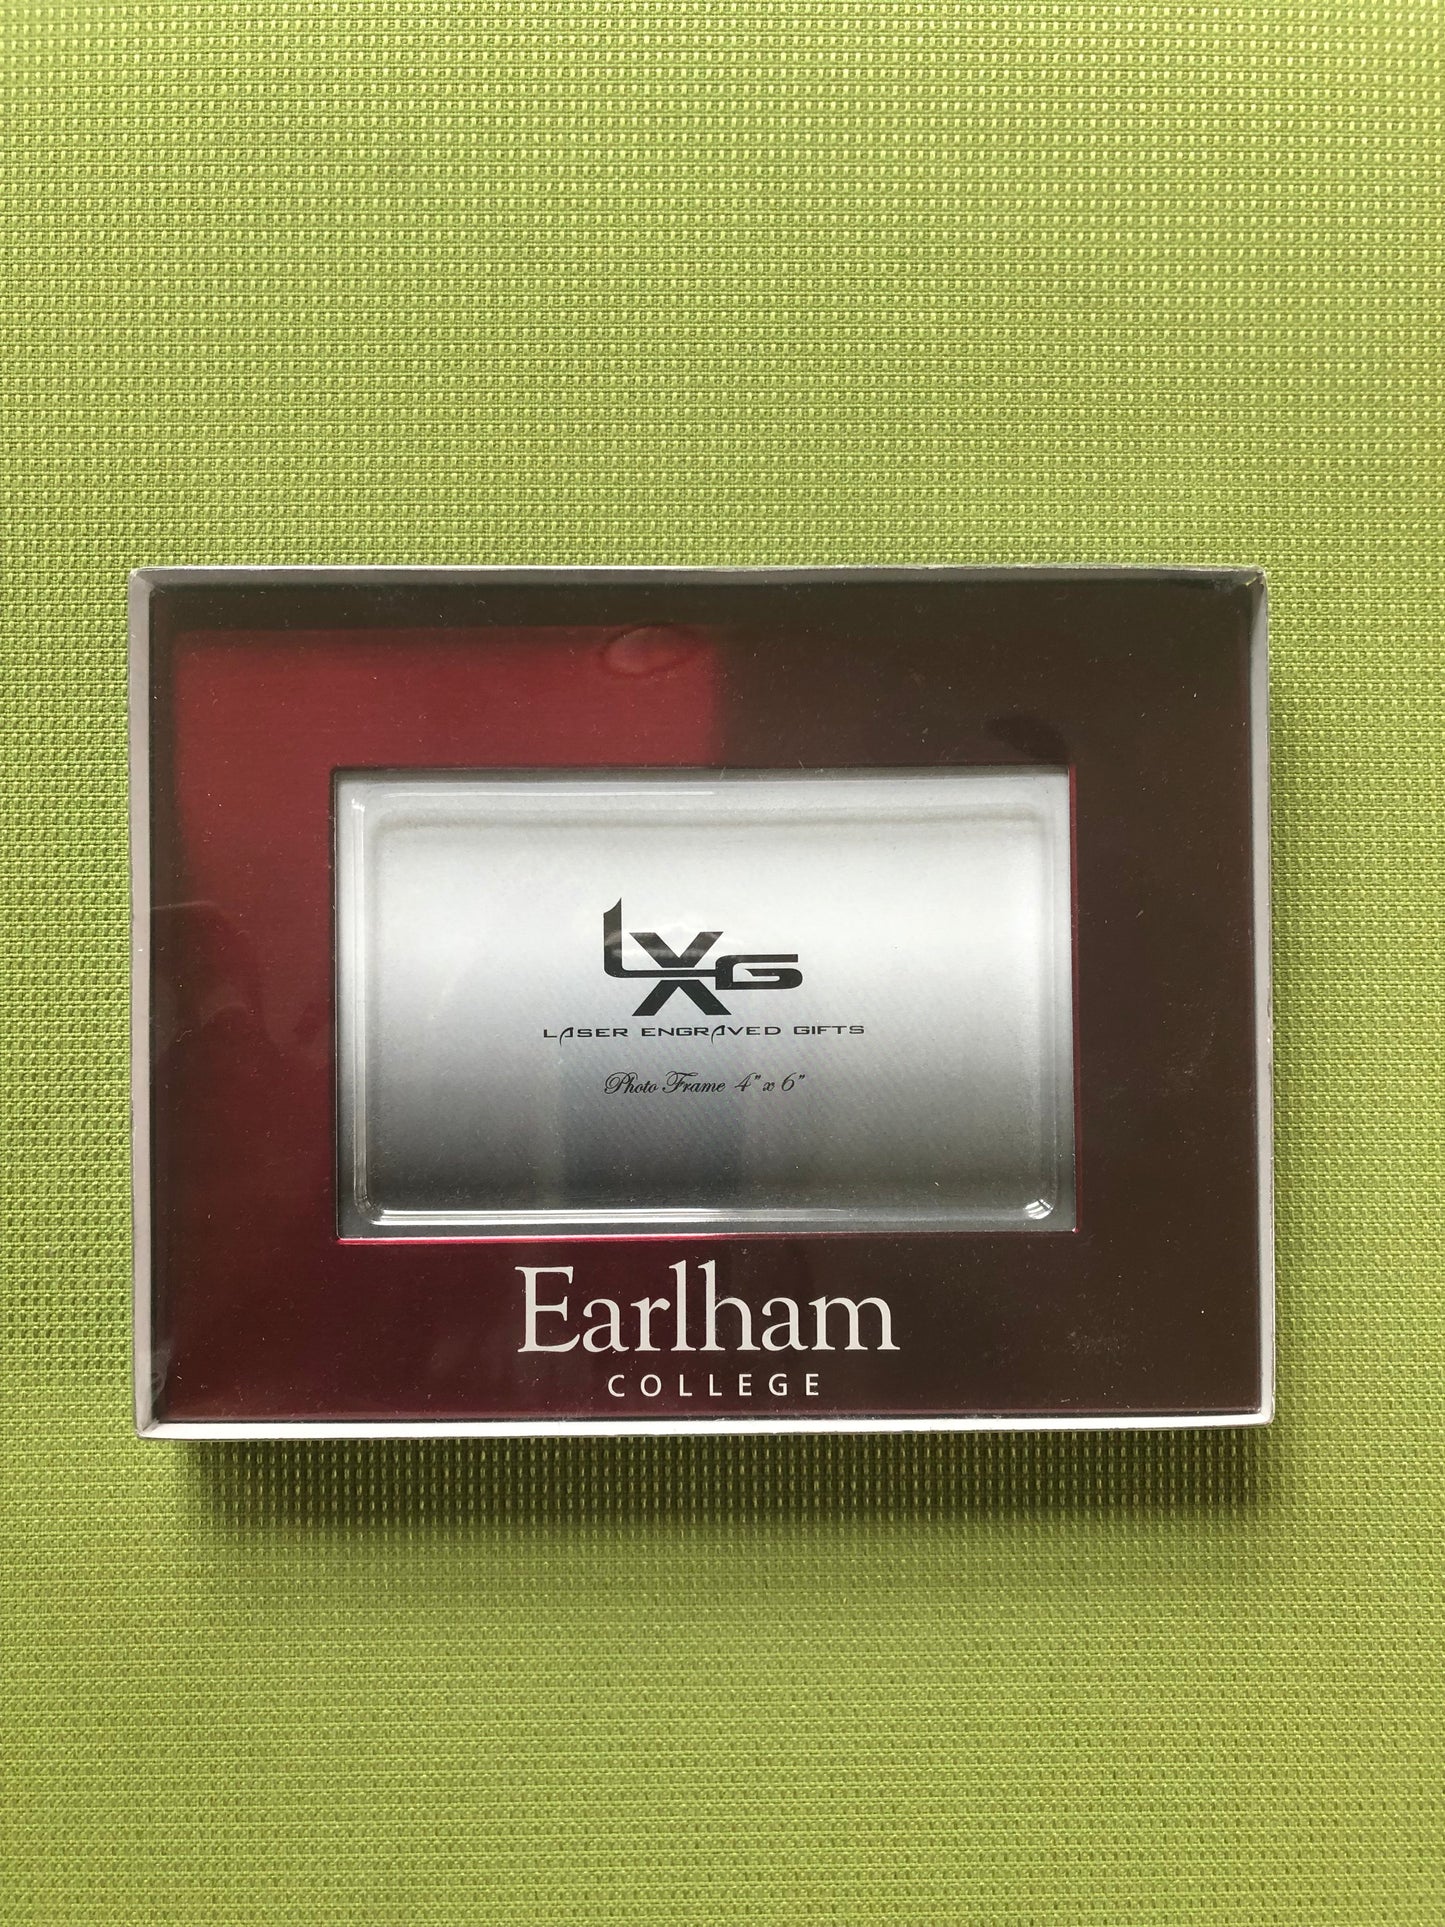 LXG
LASER ENGRAVED GIFTS
Photo Frame 4" x 6"
Earlham
COLLEGE